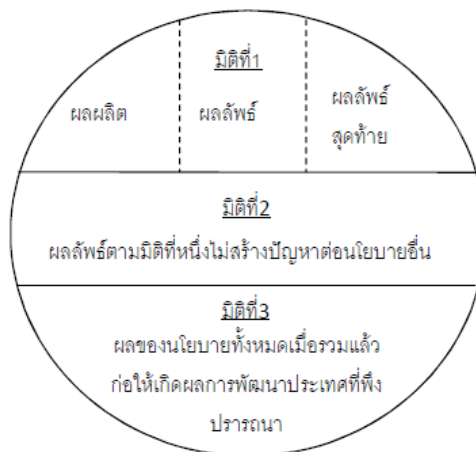 มิติที่1
ผลผลิต
ผลลัพธ์
ผลลัพธ์
สุดท้าย
มิติที่2
ผลลัพธ์ตามมิติที่หนึ่งไม่สร้างปัญหาต่อนโยบายอื่น
มิติที่3
ผลของนโยบายทั้งหมดเมื่อรวมแล้ว
ก่อให้เกิดผลการพัฒนาประเทศที่พึง
ปรารถนา